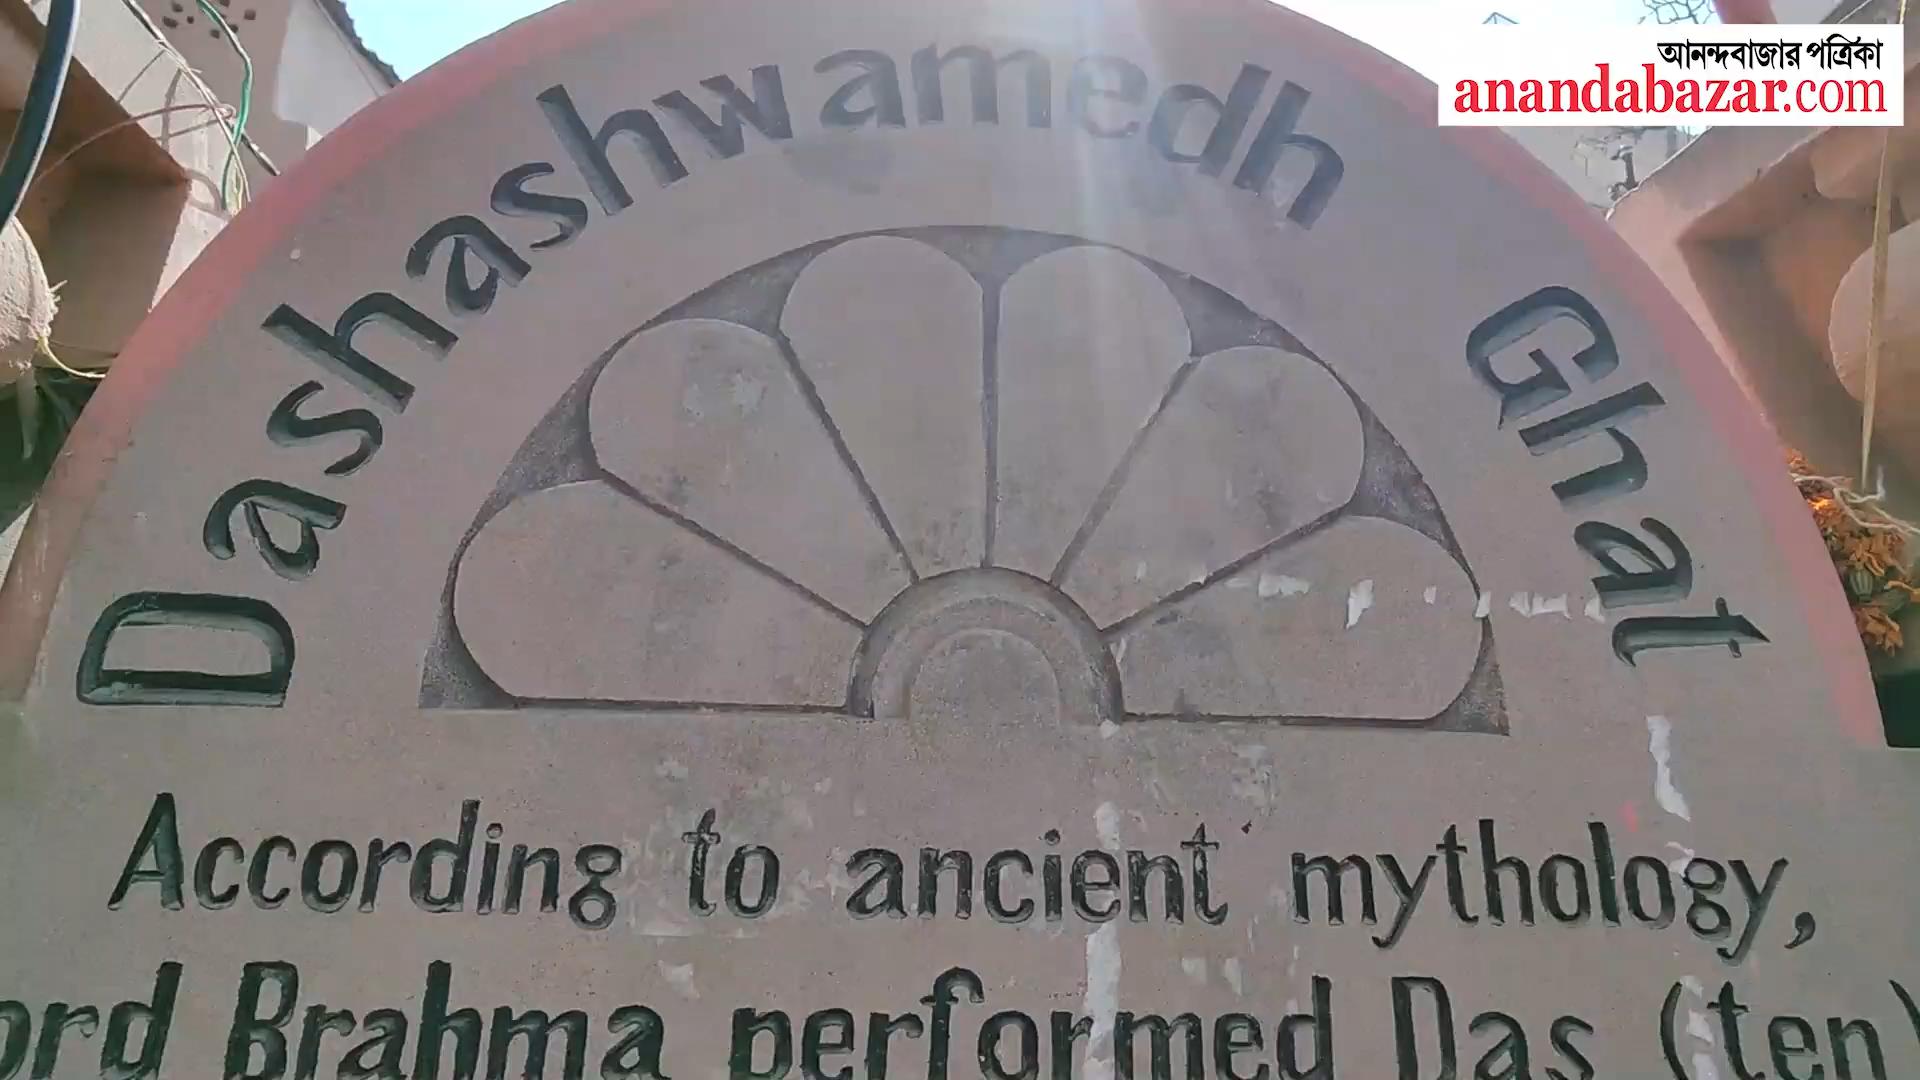 আনন্দবাজার পত্রিকা
anandabazar.com
Dashashwamedh Ghat
According to ancient mythology,
Brahma performed Das (ten)